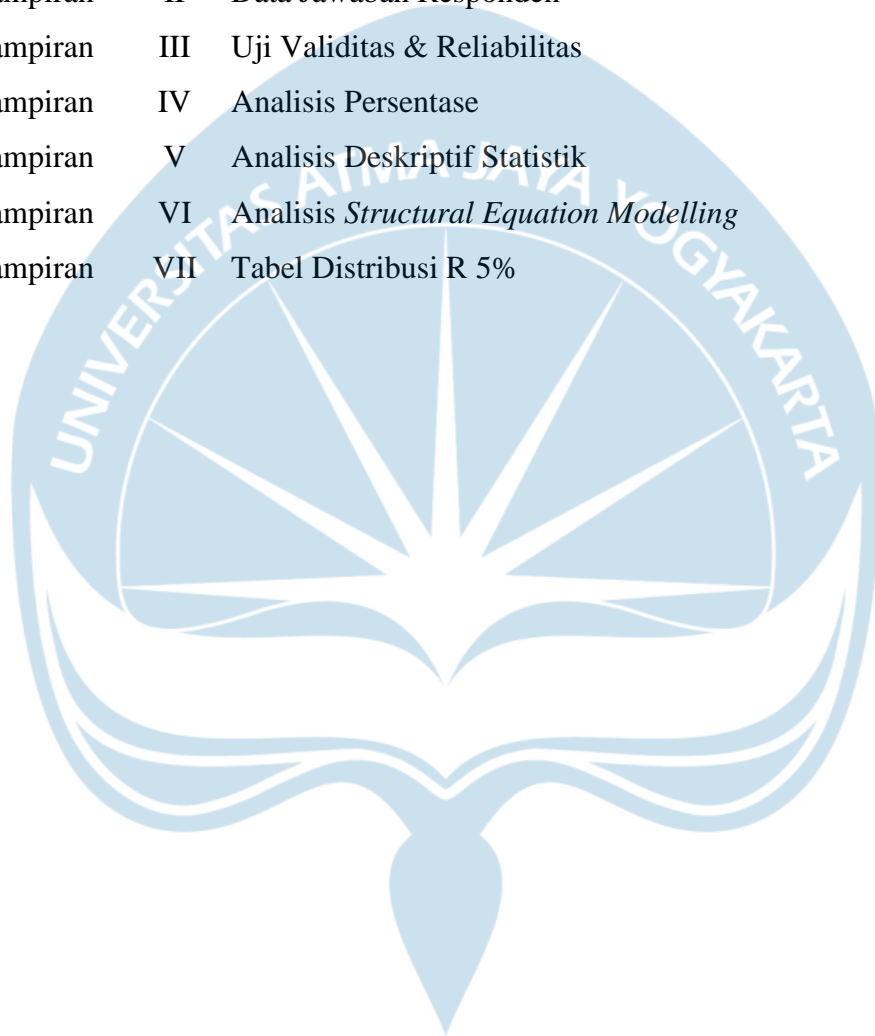 ampiran II Data Jawaban Responden
ampiran III Uji Validitas & Reliabilitas
ampiran IV Analisis Persentase
ampiran V Analisis Deskriptif Statistik
ampiran VI Analisis Structural Equation Modelling
ampiran VII Tabel Distribusi R 5%
UNIVERSITAS ATMA JAYA YOGYAKARTA